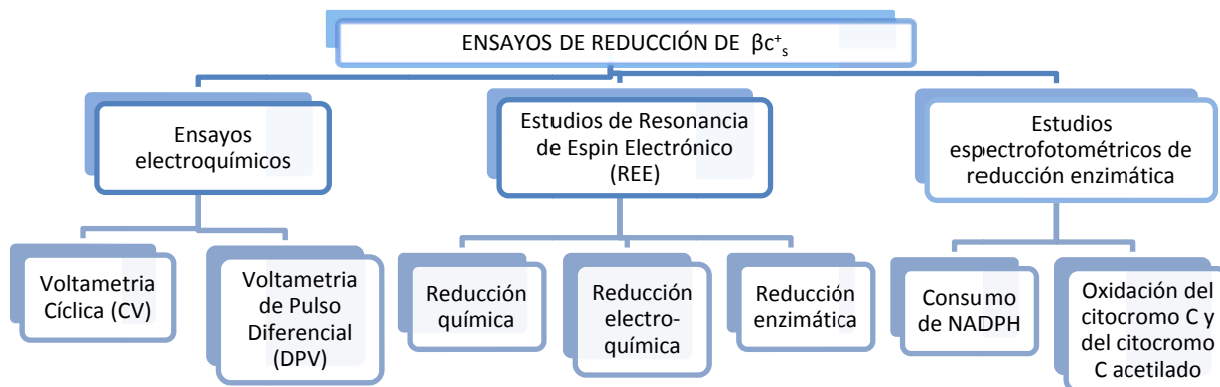 ENSAYOS DE REDUCCIÓN DE βc⁺ₛ
Ensayos
electroquímicos
Estudios de Resonancia
de Espin Electrónico
(REE)
Estudios
espectrofotométricos de
reducción enzimática
Voltametria
Cíclica (CV)
Voltametria
de Pulso
Diferencial
(DPV)
Reducción
química
Reducción
electro-
química
Reducción
enzimática
Consumo
de NADPH
Oxidación del
citocromo C y
del citocromo
C acetilado